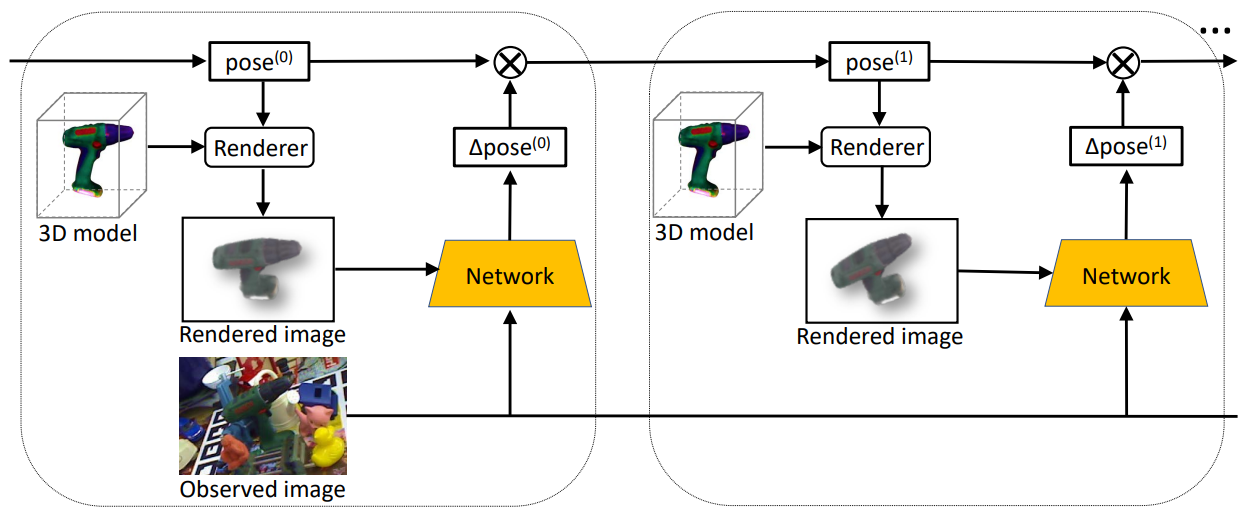 pose(0)
pose(1)
...
Renderer
Δpose(0)
Renderer
Δpose(1)
3D model
3D model
Network
Network
Rendered image
Rendered image
Observed image